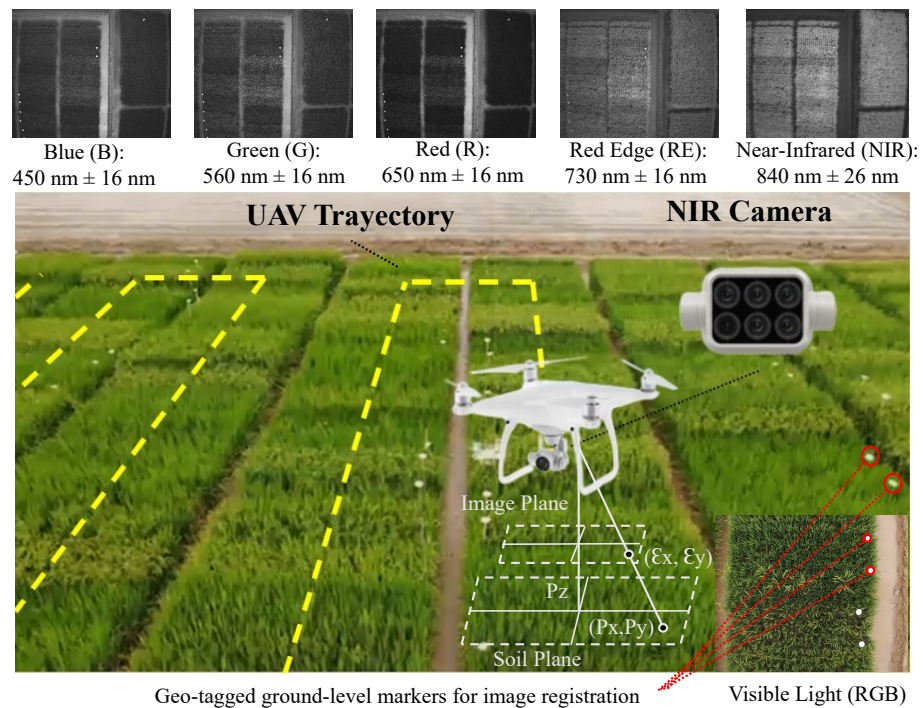 Blue (B):
450 nm ± 16 nm
Green (G):
560 nm ± 16 nm
Red (R):
650 nm ± 16 nm
Red Edge (RE):
730 nm ± 16 nm
Near-Infrared (NIR):
840 nm ± 26 nm
UAV Trayectory
NIR Camera
Image Plane
(Ɛx, Ɛy)
Pz
(Px,Py)
Soil Plane
Geo-tagged ground-level markers for image registration
Visible Light (RGB)